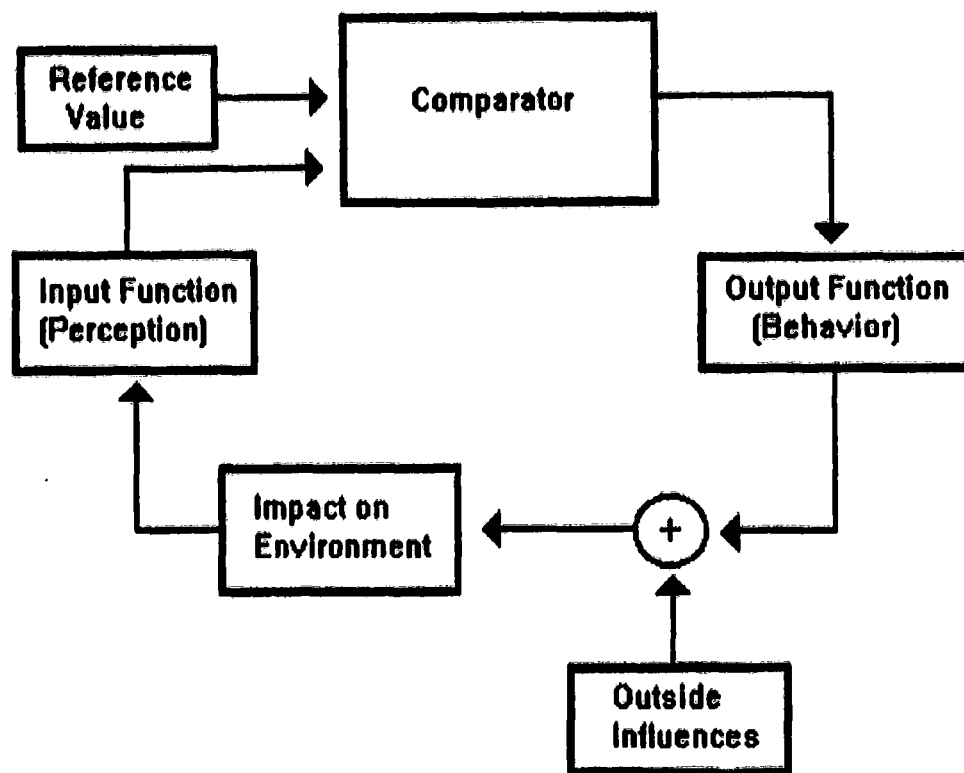 Reference
Value
Comparator
Input Function
(Perception)
Output Function
(Behavior)
Impact on
Environment
+
Outside
Influences